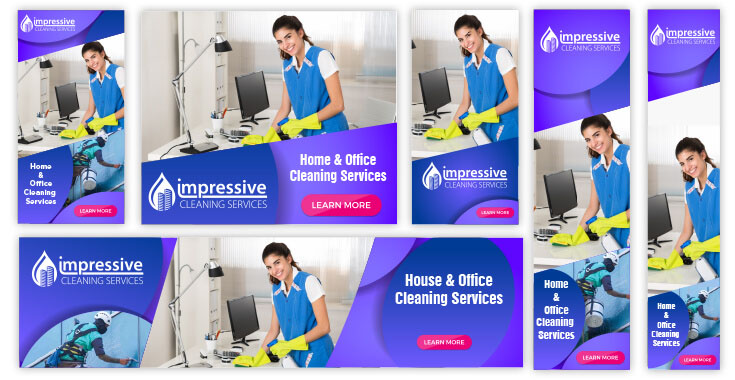 impressive
CLEANING SERVICES
Home
&
Office
Cleaning
Services
LEARN MORE
impressive
CLEANING SERVICES
Home & Office
Cleaning Services
LEARN MORE
impressive
CLEANING SERVICES
LEARN MORE
impressive
CLEANING SERVICES
House & Office
Cleaning Services
LEARN MORE
impressive
CLEANING SERVICES
Home
&
Office
Cleaning
Services
LEARN MORE
impressive
CLEANING SERVICES
Home
& Office
Cleaning
Services
LEARN MORE